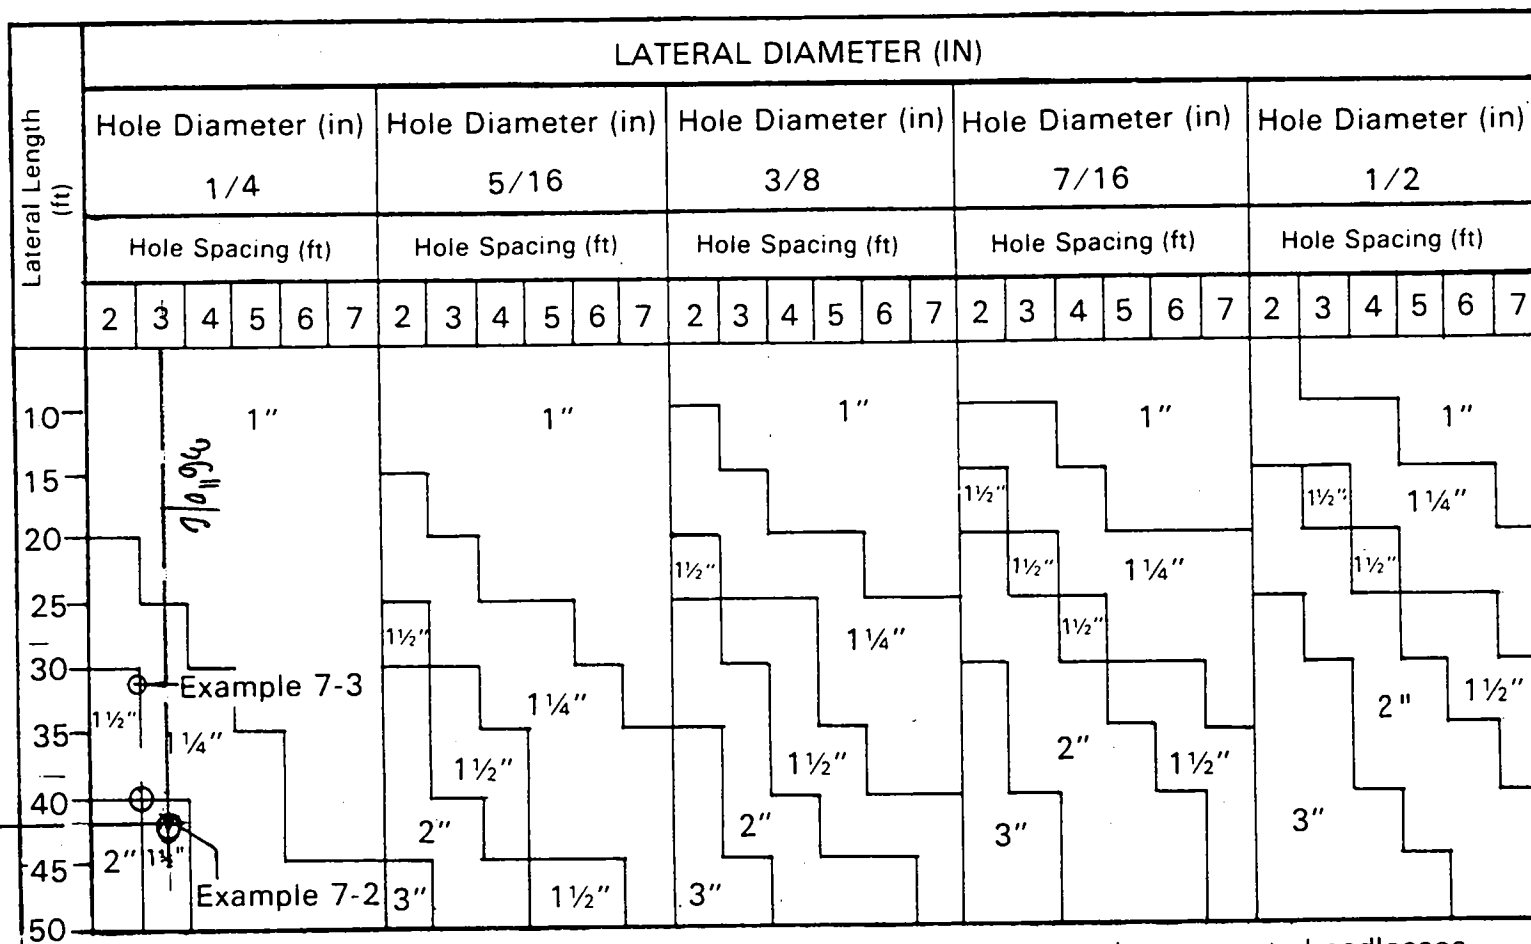 LATERAL DIAMETER (IN)
Lateral Length (ft)
Hole Diameter (in) Hole Diameter (in) Hole Diameter (in) Hole Diameter (in) Hole Diameter (in)
1/4 5/16 3/8 7/16 1/2
Hole Spacing (ft) Hole Spacing (ft) Hole Spacing (ft) Hole Spacing (ft) Hole Spacing (ft)
2 3 4 5 6 7 2 3 4 5 6 7 2 3 4 5 6 7 2 3 4 5 6 7 2 3 4 5 6 7
10 1″ 1″ 1″ 1″ 1″
15 1½″ 1½″ 1¼″
20 1½″ 1½″ 1¼″ 1½″
25 1½″ 1¼″ 1½″
30 Example 7-3 1¼″ 2" 1½″
35 1½″ 1¼″ 1½″ 1½″ 2″ 1½″
40 2″ 2″ 3″ 3″
45 2″ 1½"
Example 7-2 3″ 1½″ 3″
50